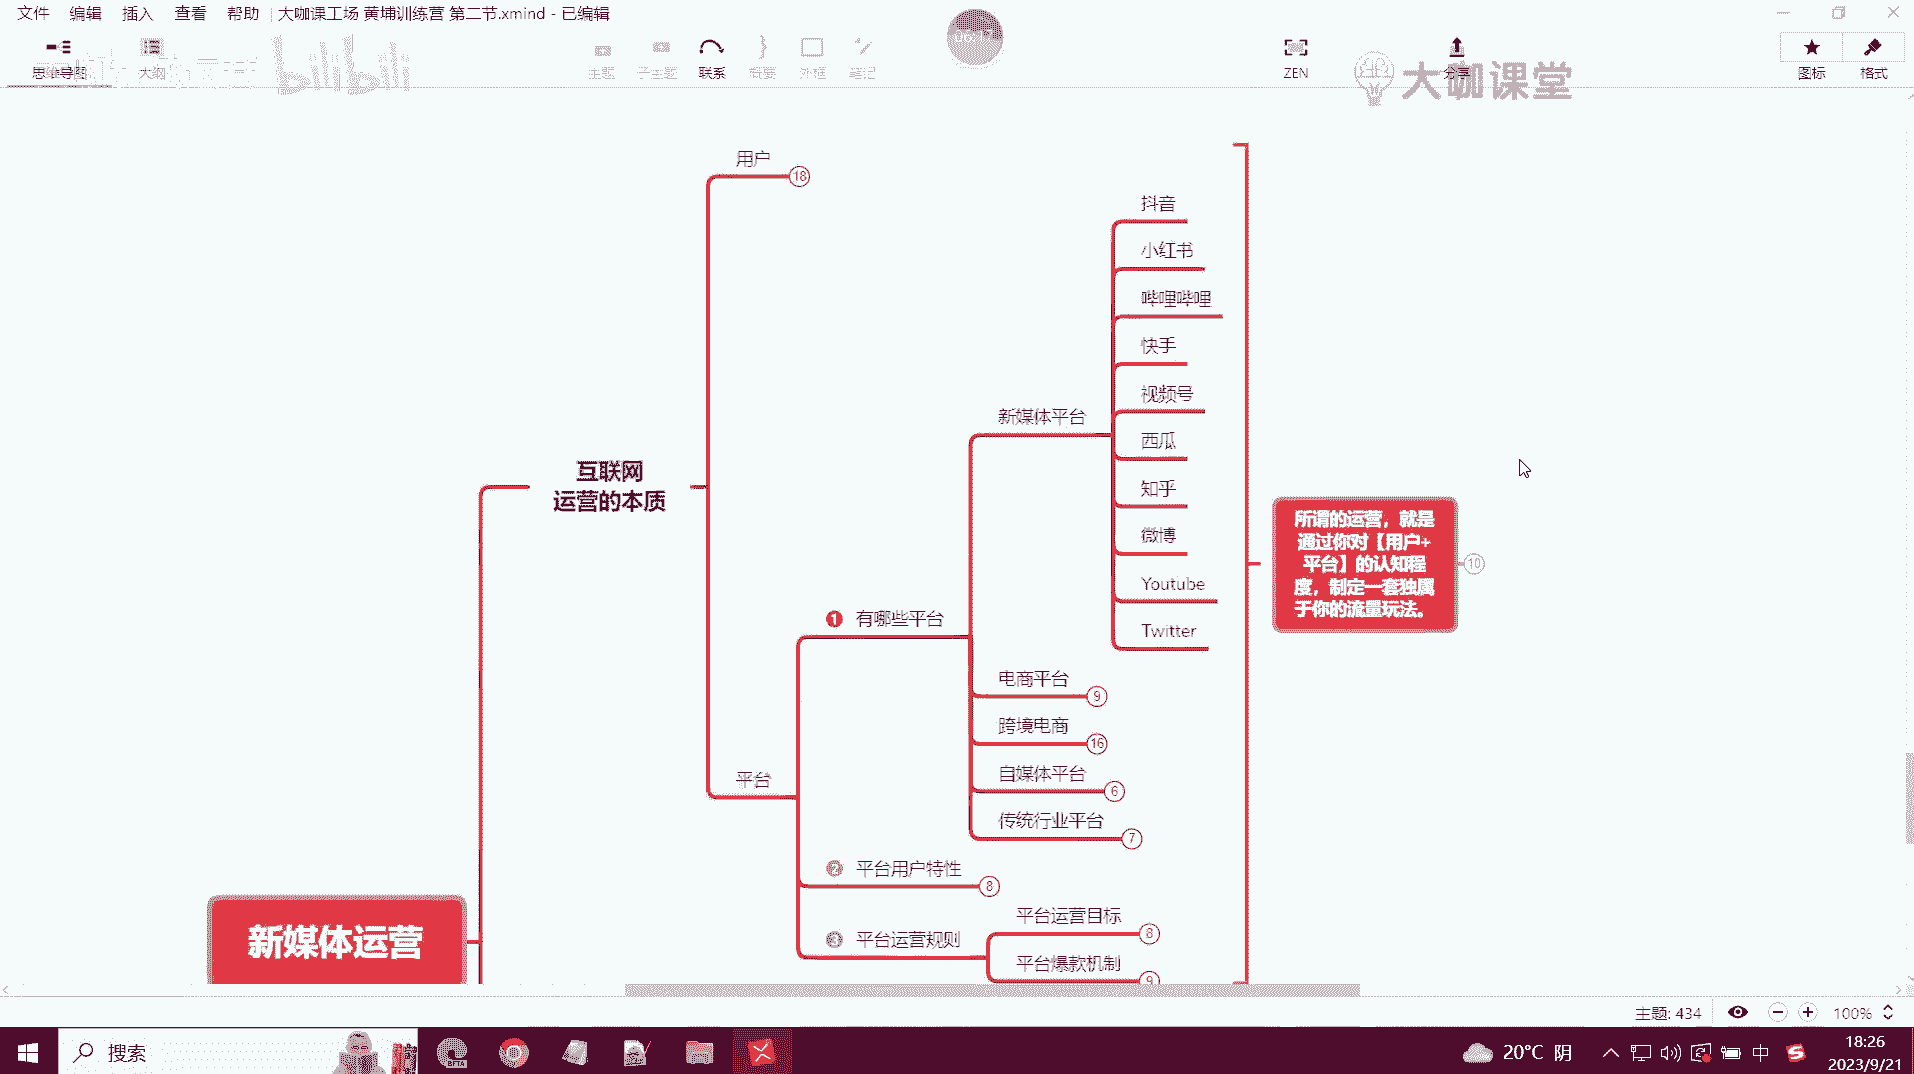 文件 编辑 插入 查看 帮助 大咖课工场 黄埔训练营 第二节.xmind - 已编辑
思维导图 大纲 主题 子主题 联系 概要 外框 笔记 ZEN 分享 图标 格式
bilibili
大咖课堂
用户
18
抖音
小红书
哔哩哔哩
快手
视频号
新媒体平台
西瓜
知乎
微博
Youtube
Twitter
互联网
运营的本质
所谓的运营，就是
通过你对【用户+
平台】的认知程
度，制定一套独属
于你的流量玩法。
10
1 有哪些平台
电商平台
9
跨境电商
16
自媒体平台
6
传统行业平台
7
平台
2 平台用户特性
8
3 平台运营规则
平台运营目标
8
平台爆款机制
9
新媒体运营
主题: 434
100%
搜索
BETA
20°C 阴
中
18:26
2023/9/21